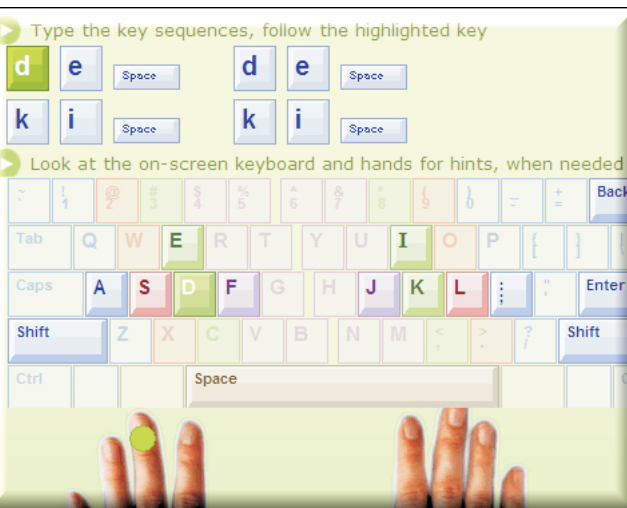 Type the key sequences, follow the highlighted key
d e Space d e Space
k i Space k i Space
Look at the on-screen keyboard and hands for hints, when needed
~ ` ! 1 @ 2 # 3 $ 4 % 5 ^ 6 & 7 * 8 ( 9 ) 0 _ - + = Back
Tab Q W E R T Y U I O P { [ } ]
Caps A S D F G H J K L : ; " ' Enter
Shift Z X C V B N M < , > . ? / Shift
Ctrl Space